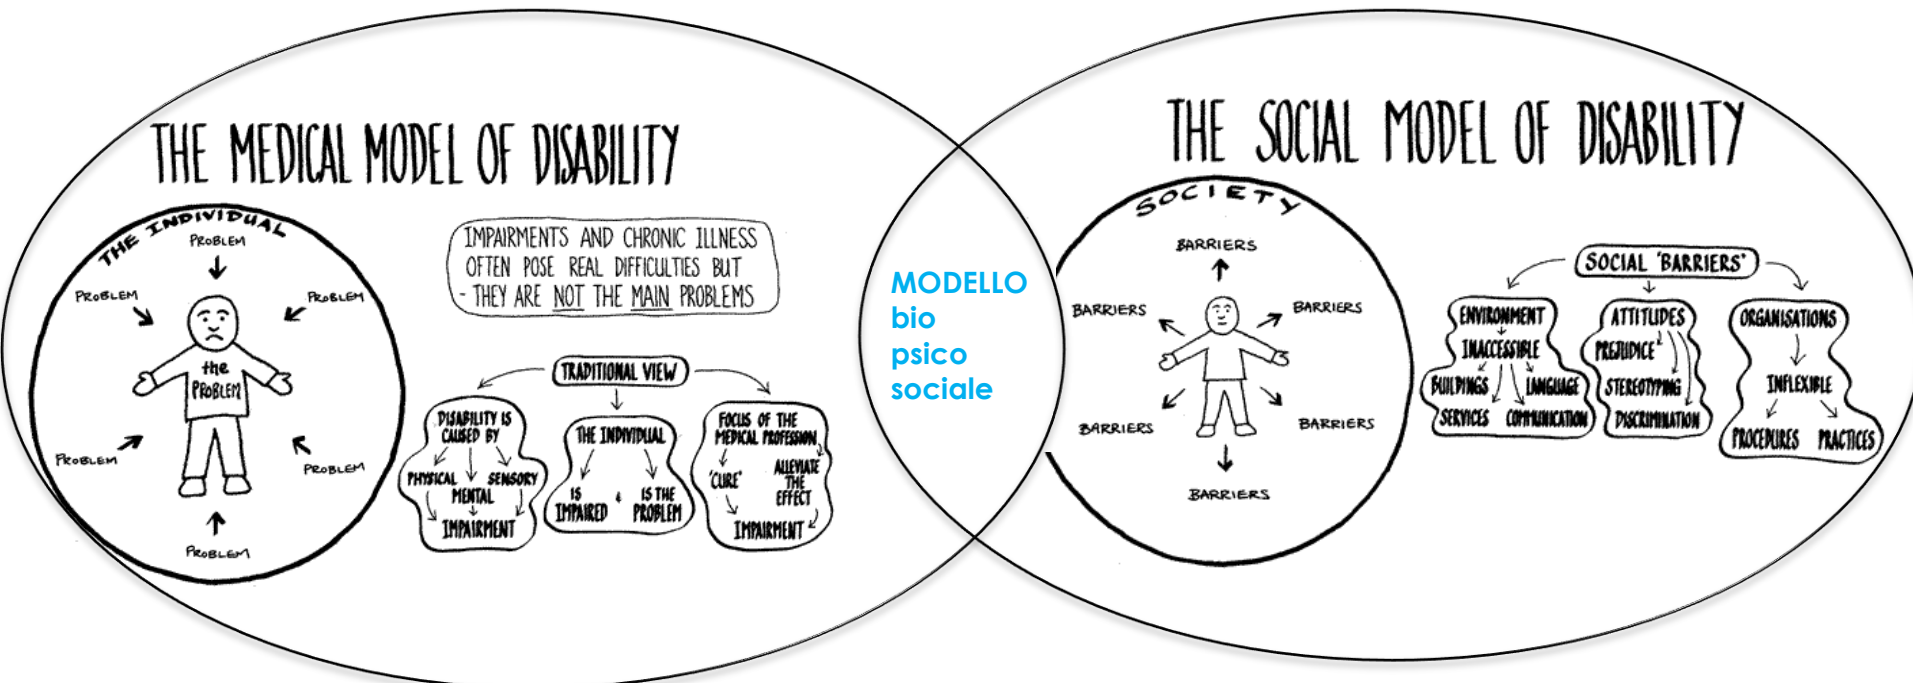 THE MEDICAL MODEL OF DISABILITY
THE INDIVIDUAL
PROBLEM
PROBLEM
PROBLEM
the
PROBLEM
PROBLEM
PROBLEM
PROBLEM
IMPAIRMENTS AND CHRONIC ILLNESS
OFTEN POSE REAL DIFFICULTIES BUT
- THEY ARE NOT THE MAIN PROBLEMS
TRADITIONAL VIEW
DISABILITY IS
CAUSED BY
PHYSICAL SENSORY
MENTAL
IMPAIRMENT
THE INDIVIDUAL
IS
IMPAIRED
&
IS THE
PROBLEM
FOCUS OF THE
MEDICAL PROFESSION
'CURE'
ALLEVIATE
THE
EFFECT
IMPAIRMENT
MODELLO
bio
psico
sociale
THE SOCIAL MODEL OF DISABILITY
SOCIETY
BARRIERS
BARRIERS
BARRIERS
BARRIERS
BARRIERS
BARRIERS
SOCIAL 'BARRIERS'
ENVIRONMENT
INACCESSIBLE
BUILDINGS LANGUAGE
SERVICES COMMUNICATION
ATTITUDES
PREJUDICE
STEREOTYPING
DISCRIMINATION
ORGANISATIONS
INFLEXIBLE
PROCEDURES PRACTICES